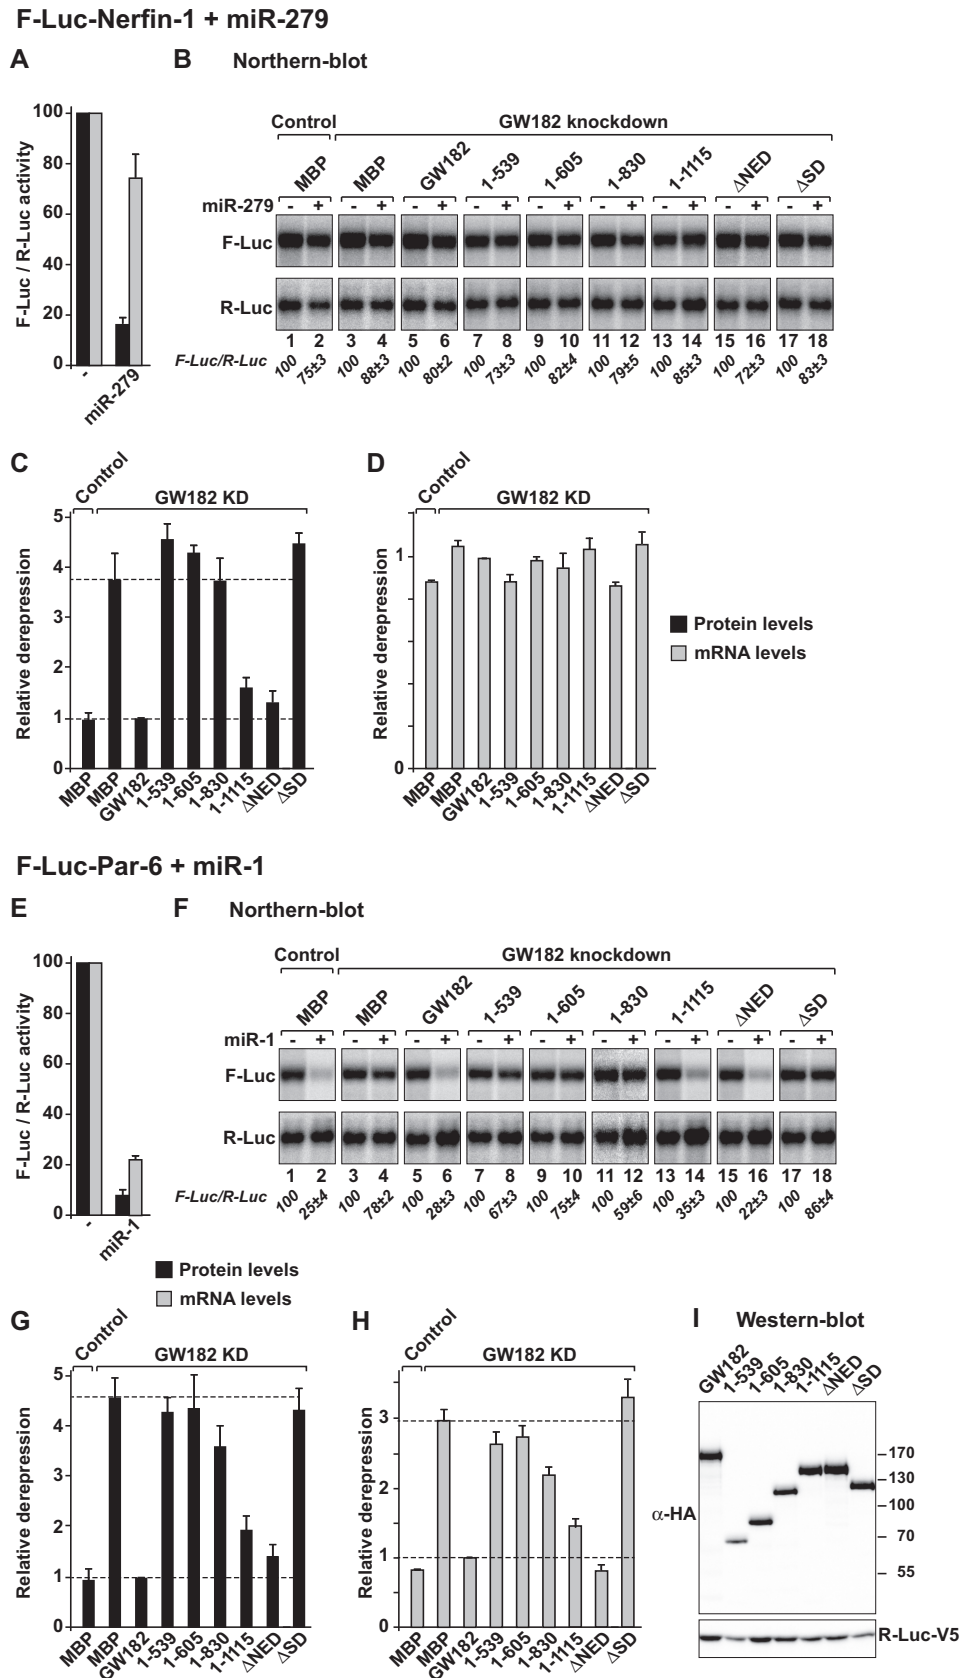 F-Luc-Nerfin-1 + miR-279
A
B Northern-blot
F-Luc / R-Luc activity
100
80
60
40
20
0
- miR-279
Control GW182 knockdown
MBP MBP GW182 1-539 1-605 1-830 1-1115 ΔNED ΔSD
miR-279 - + - + - + - + - + - + - + - + - +
F-Luc
R-Luc
1 2 3 4 5 6 7 8 9 10 11 12 13 14 15 16 17 18
F-Luc/R-Luc 100 75±3 100 88±3 100 80±2 100 73±3 100 82±4 100 79±5 100 85±3 100 72±3 100 83±3
C
Control
GW182 KD
Relative derepression
5
4
3
2
1
0
MBP MBP GW182 1-539 1-605 1-830 1-1115 ΔNED ΔSD
D
Control
GW182 KD
Relative derepression
1
0
MBP MBP GW182 1-539 1-605 1-830 1-1115 ΔNED ΔSD
Protein levels
mRNA levels
F-Luc-Par-6 + miR-1
E
F Northern-blot
F-Luc / R-Luc activity
100
80
60
40
20
0
- miR-1
Control GW182 knockdown
MBP MBP GW182 1-539 1-605 1-830 1-1115 ΔNED ΔSD
miR-1 - + - + - + - + - + - + - + - + - +
F-Luc
R-Luc
1 2 3 4 5 6 7 8 9 10 11 12 13 14 15 16 17 18
F-Luc/R-Luc 100 25±4 100 78±2 100 28±3 100 67±3 100 75±4 100 59±6 100 35±3 100 22±3 100 86±4
Protein levels
mRNA levels
G
Control
GW182 KD
Relative derepression
5
4
3
2
1
0
MBP MBP GW182 1-539 1-605 1-830 1-1115 ΔNED ΔSD
H
Control
GW182 KD
Relative derepression
3
2
1
0
MBP MBP GW182 1-539 1-605 1-830 1-1115 ΔNED ΔSD
I Western-blot
GW182 1-539 1-605 1-830 1-1115 ΔNED ΔSD
α-HA
170
130
100
70
55
R-Luc-V5